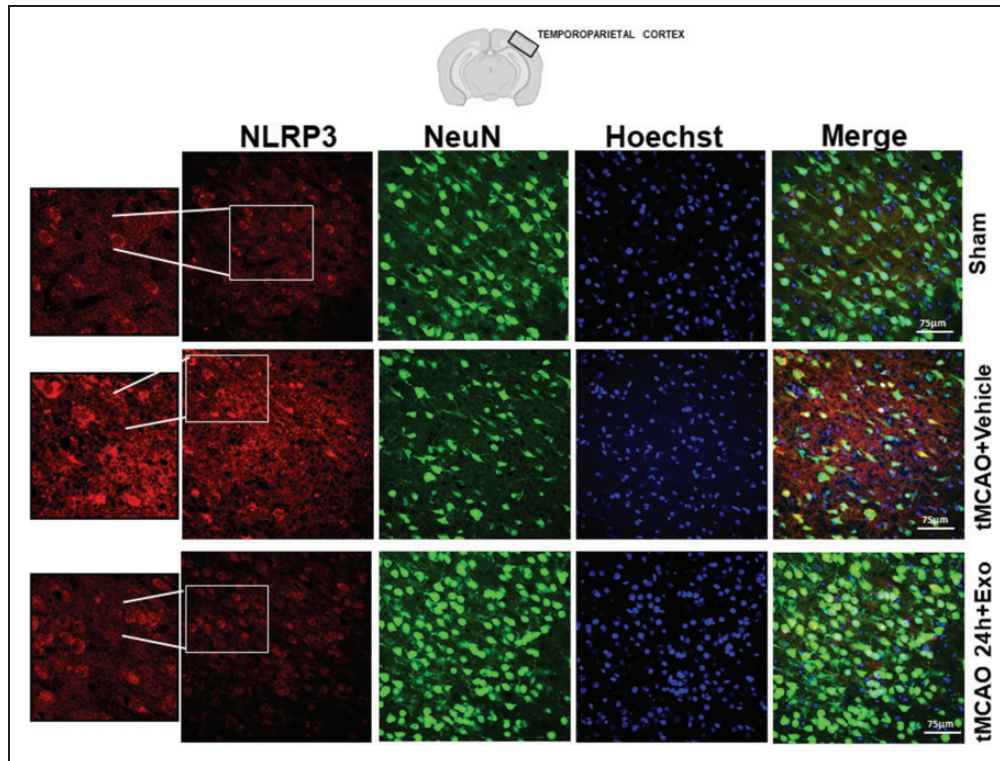 TEMPOROPARIETAL CORTEX
NLRP3 NeuN Hoechst Merge
Sham
75µm
tMCAO+Vehicle
75µm
tMCAO 24h+Exo
75µm